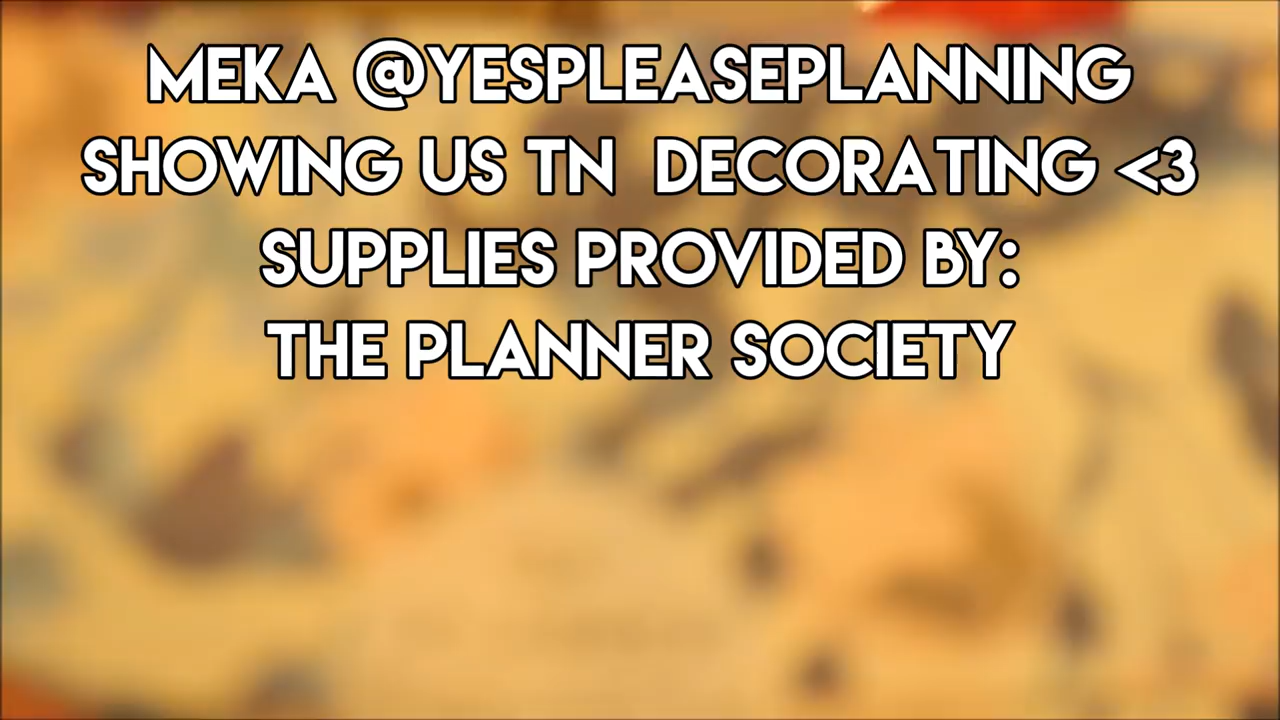 MEKA @YESPLEASEPLANNING
SHOWING US TN DECORATING <3
SUPPLIES PROVIDED BY:
THE PLANNER SOCIETY